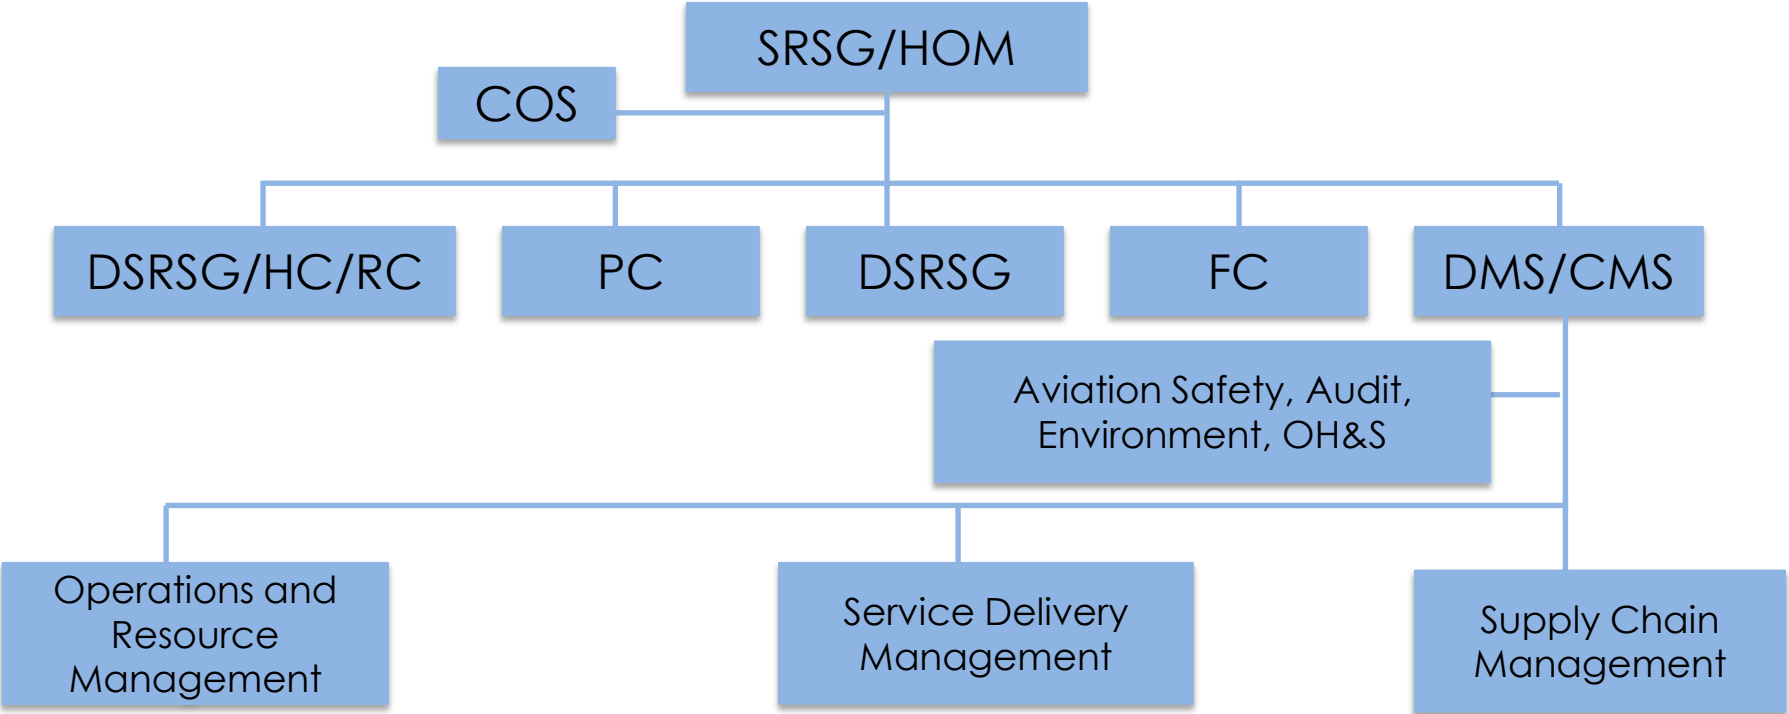 SRSG/HOM
COS
DSRSG/HC/RC
PC
DSRSG
FC
DMS/CMS
Aviation Safety, Audit,
Environment, OH&S
Operations and
Resource
Management
Service Delivery
Management
Supply Chain
Management